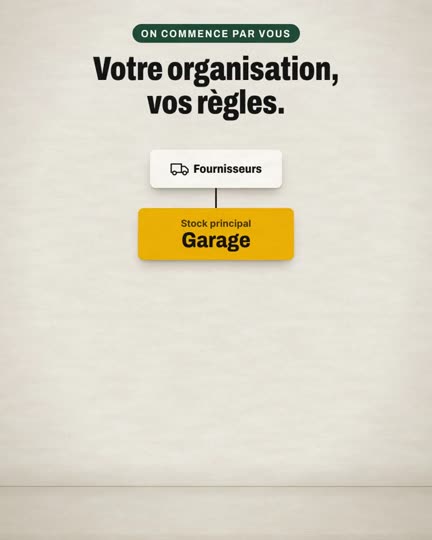 ON COMMENCE PAR VOUS
Votre organisation,
vos règles.
Fournisseurs
Stock principal
Garage